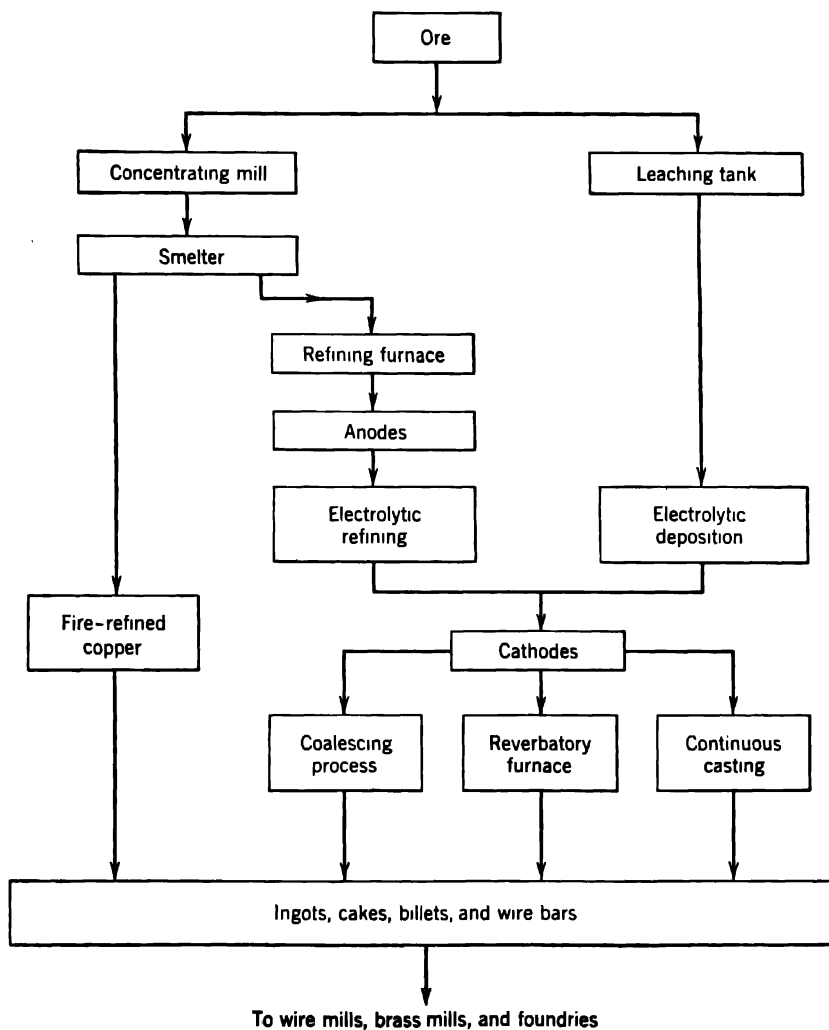 Ore
Concentrating mill
Leaching tank
Smelter
Refining furnace
Anodes
Electrolytic
refining
Electrolytic
deposition
Fire-refined
copper
Cathodes
Coalescing
process
Reverbatory
furnace
Continuous
casting
Ingots, cakes, billets, and wire bars
To wire mills, brass mills, and foundries